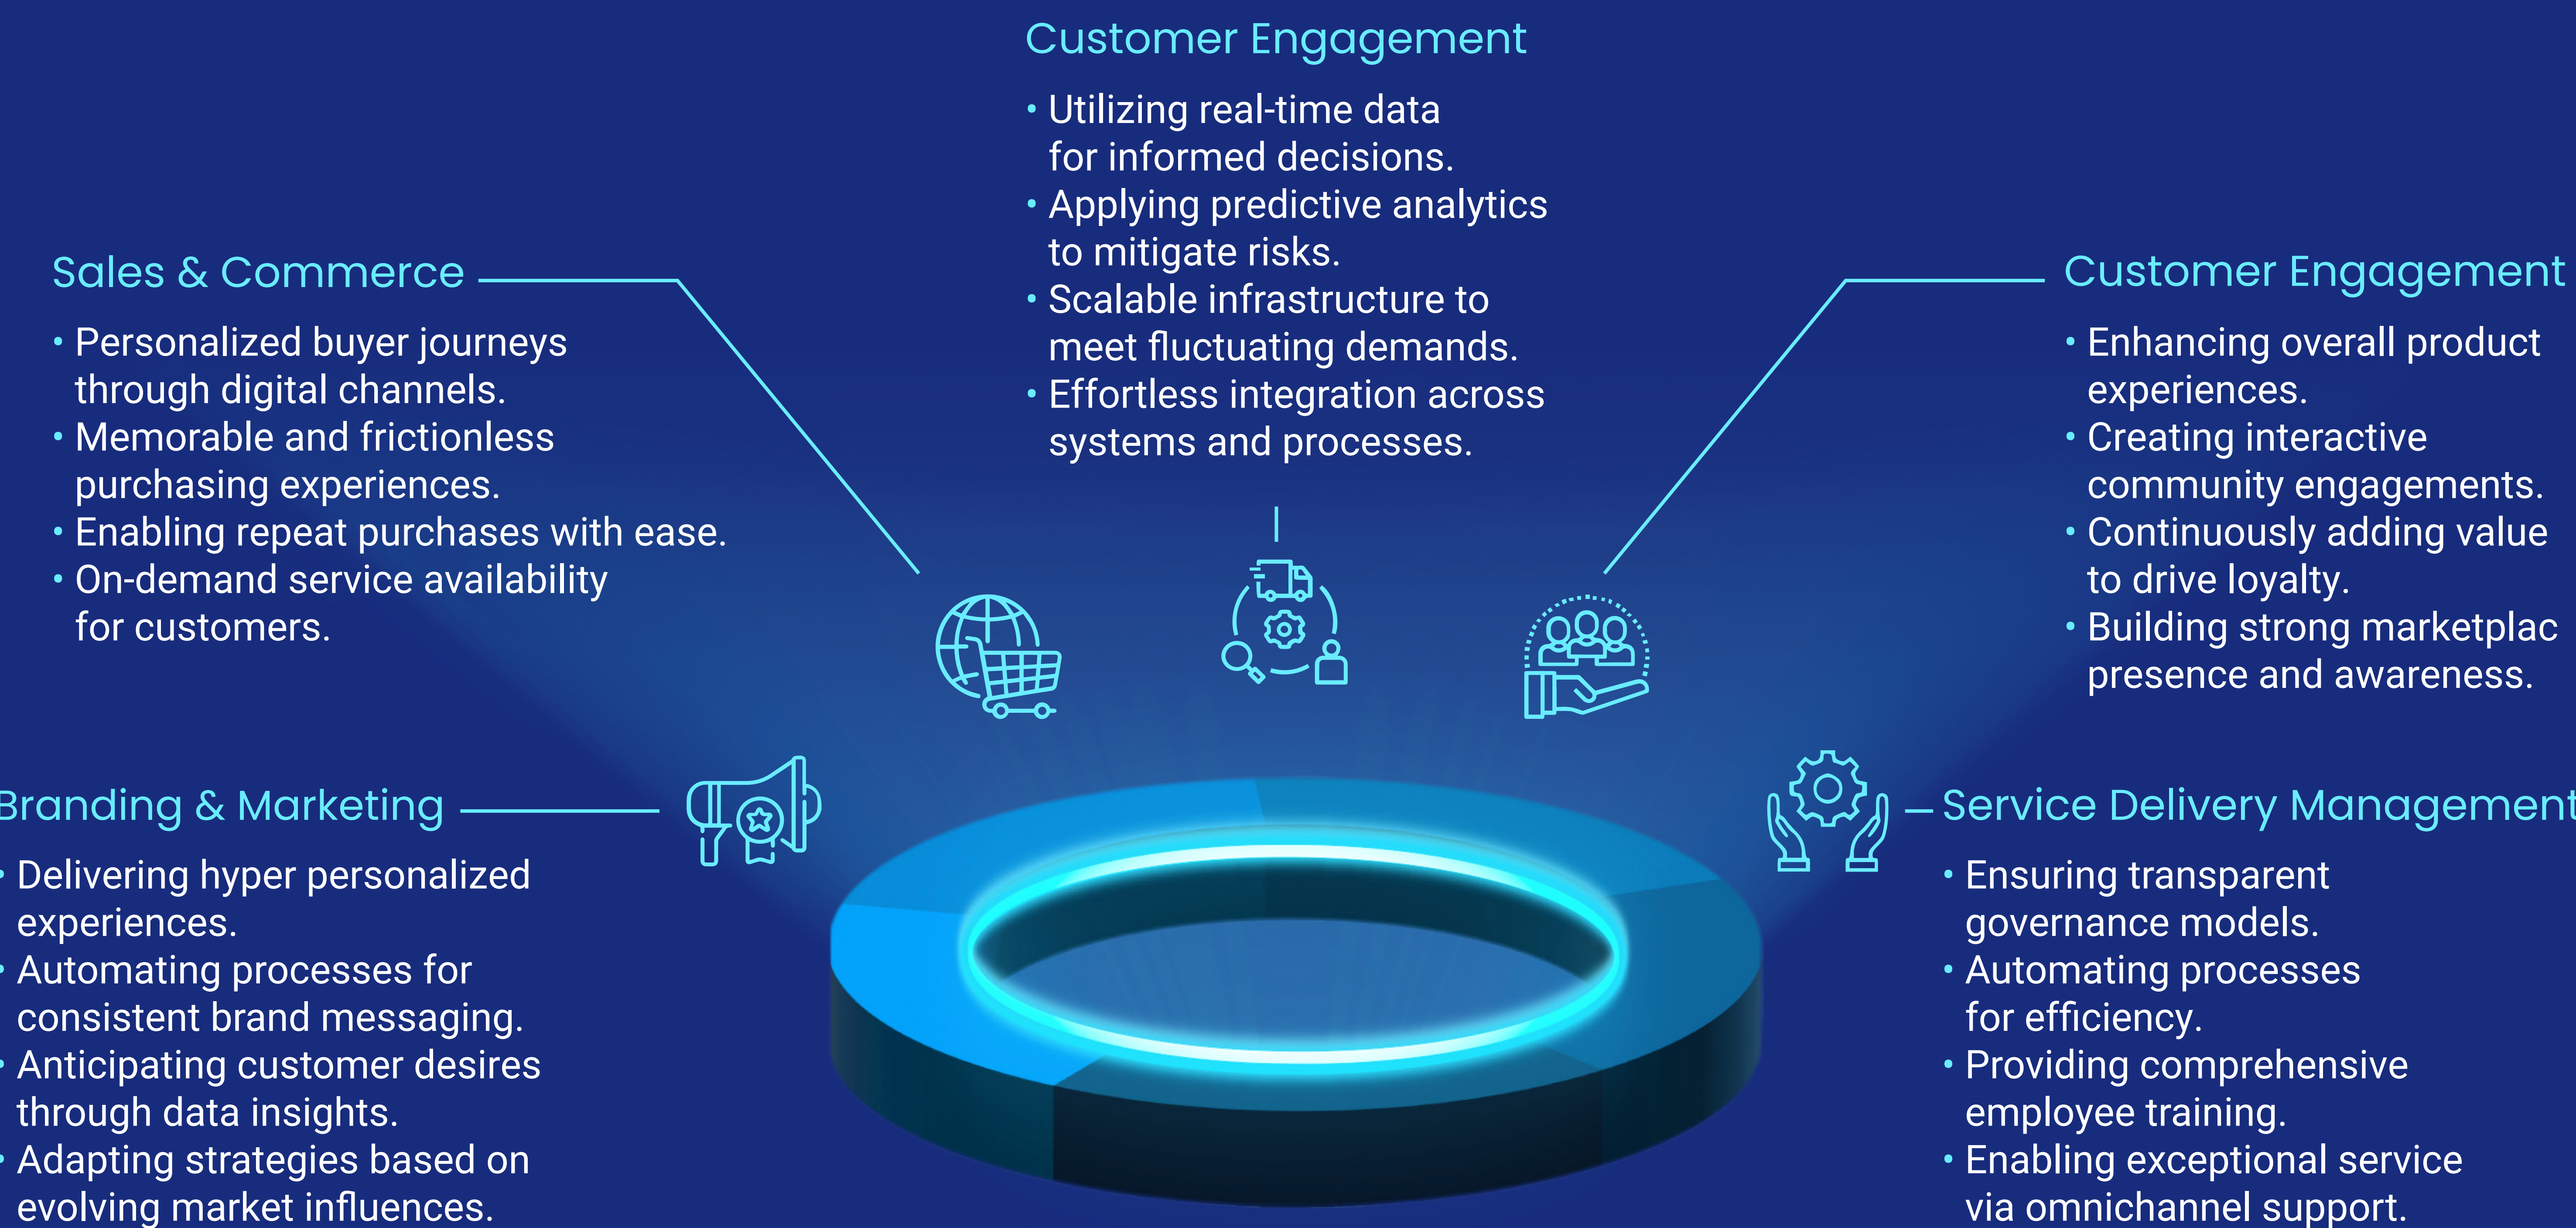 Customer Engagement
• Utilizing real-time data
for informed decisions.
• Applying predictive analytics
to mitigate risks.
• Scalable infrastructure to
meet fluctuating demands.
• Effortless integration across
systems and processes.
Sales & Commerce
• Personalized buyer journeys
through digital channels.
• Memorable and frictionless
purchasing experiences.
• Enabling repeat purchases with ease.
• On-demand service availability
for customers.
Customer Engagement
• Enhancing overall product
experiences.
• Creating interactive
community engagements.
• Continuously adding value
to drive loyalty.
• Building strong marketplac
presence and awareness.
Branding & Marketing
• Delivering hyper personalized
experiences.
• Automating processes for
consistent brand messaging.
• Anticipating customer desires
through data insights.
• Adapting strategies based on
evolving market influences.
Service Delivery Management
• Ensuring transparent
governance models.
• Automating processes
for efficiency.
• Providing comprehensive
employee training.
• Enabling exceptional service
via omnichannel support.